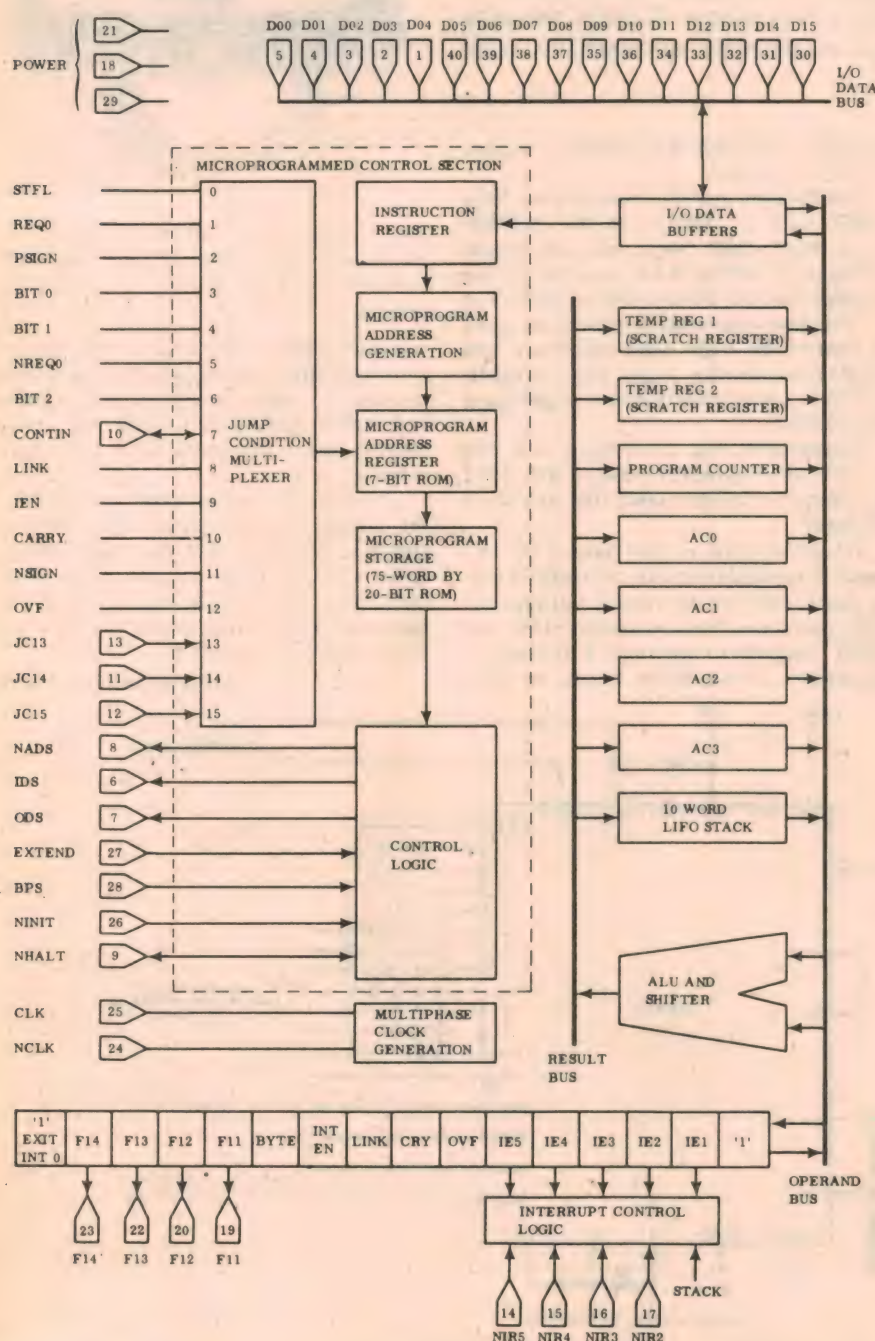 21
POWER
18
29
D00 D01 D02 D03 D04 D05 D06 D07 D08 D09 D10 D11 D12 D13 D14 D15
5 4 3 2 1 40 39 38 37 35 36 34 33 32 31 30
I/O
DATA
BUS
MICROPROGRAMMED CONTROL SECTION
STFL 0
REQ0 1
PSIGN 2
BIT 0 3
BIT 1 4
NREQ0 5
BIT 2 6
CONTIN 10 7
LINK 8
IEN 9
CARRY 10
NSIGN 11
OVF 12
JC13 13 13
JC14 11 14
JC15 12 15
JUMP
CONDITION
MULTI-
PLEXER
INSTRUCTION
REGISTER
MICROPROGRAM
ADDRESS
GENERATION
MICROPROGRAM
ADDRESS
REGISTER
(7-BIT ROM)
MICROPROGRAM
STORAGE
(75-WORD BY
20-BIT ROM)
NADS 8
IDS 6
ODS 7
EXTEND 27
BPS 28
NINIT 26
NHALT 9
CONTROL
LOGIC
CLK 25
NCLK 24
MULTIPHASE
CLOCK
GENERATION
I/O DATA
BUFFERS
TEMP REG 1
(SCRATCH REGISTER)
TEMP REG 2
(SCRATCH REGISTER)
PROGRAM COUNTER
AC0
AC1
AC2
AC3
10 WORD
LIFO STACK
ALU AND
SHIFTER
RESULT
BUS
'1'
EXIT
INT 0
F14 F13 F12 F11 BYTE
INT
EN
LINK CRY OVF IE5 IE4 IE3 IE2 IE1 '1'
OPERAND
BUS
23 22 20 19
F14 F13 F12 F11
INTERRUPT CONTROL
LOGIC
STACK
14 15 16 17
NIR5 NIR4 NIR3 NIR2